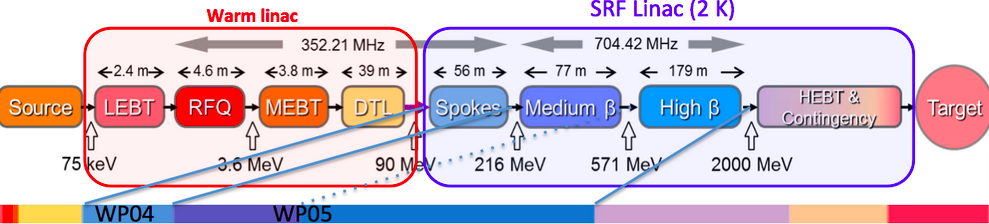 Warm linac
SRF Linac (2 K)
352.21 MHz
704.42 MHz
2.4 m
4.6 m
3.8 m
39 m
56 m
77 m
179 m
Source
LEBT
RFQ
MEBT
DTL
Spokes
Medium β
High β
HEBT &
Contingency
Target
75 keV
3.6 MeV
90 MeV
216 MeV
571 MeV
2000 MeV
WP04
WP05